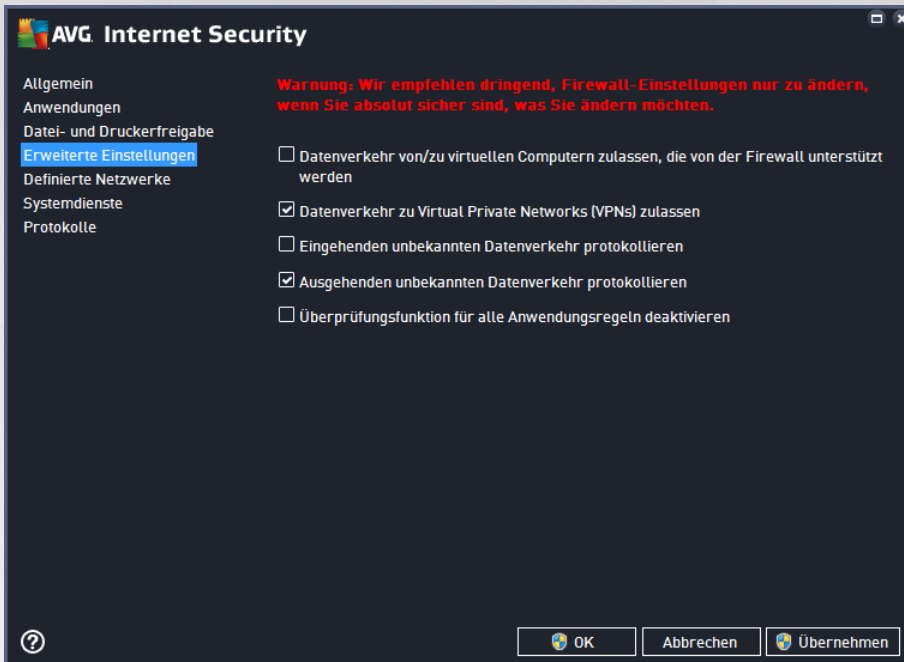 AVG. Internet Security
Allgemein
Anwendungen
Datei- und Druckerfreigabe
Erweiterte Einstellungen
Definierte Netzwerke
Systemdienste
Protokolle
Warnung: Wir empfehlen dringend, Firewall-Einstellungen nur zu ändern,
wenn Sie absolut sicher sind, was Sie ändern möchten.
Datenverkehr von/zu virtuellen Computern zulassen, die von der Firewall unterstützt
werden
Datenverkehr zu Virtual Private Networks (VPNs) zulassen
Eingehenden unbekannten Datenverkehr protokollieren
Ausgehenden unbekannten Datenverkehr protokollieren
Überprüfungsfunktion für alle Anwendungsregeln deaktivieren
?
OK
Abbrechen
Übernehmen